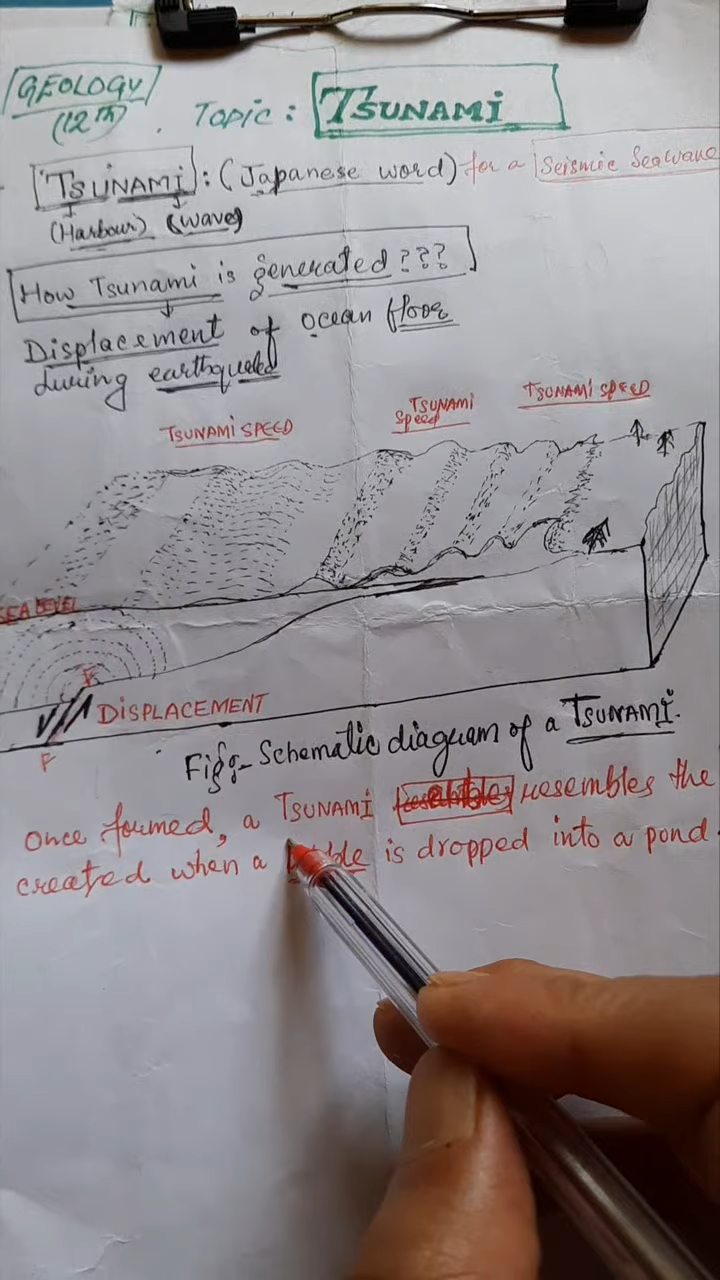 GEOLOGY
(12th). Topic: TSUNAMI
TSUNAMI: (Japanese word) for a Seismic Seawave
(Harbour) (wave)
How Tsunami is generated???
Displacement of ocean floor
during earthquake
TSUNAMI SPEED TSUNAMI Speed TSUNAMI SPEED
SEA LEVEL
F
DISPLACEMENT
F
Fig:- Schematic diagram of a TSUNAMI.
Once formed, a TSUNAMI resembles the
created when a is dropped into a pond.